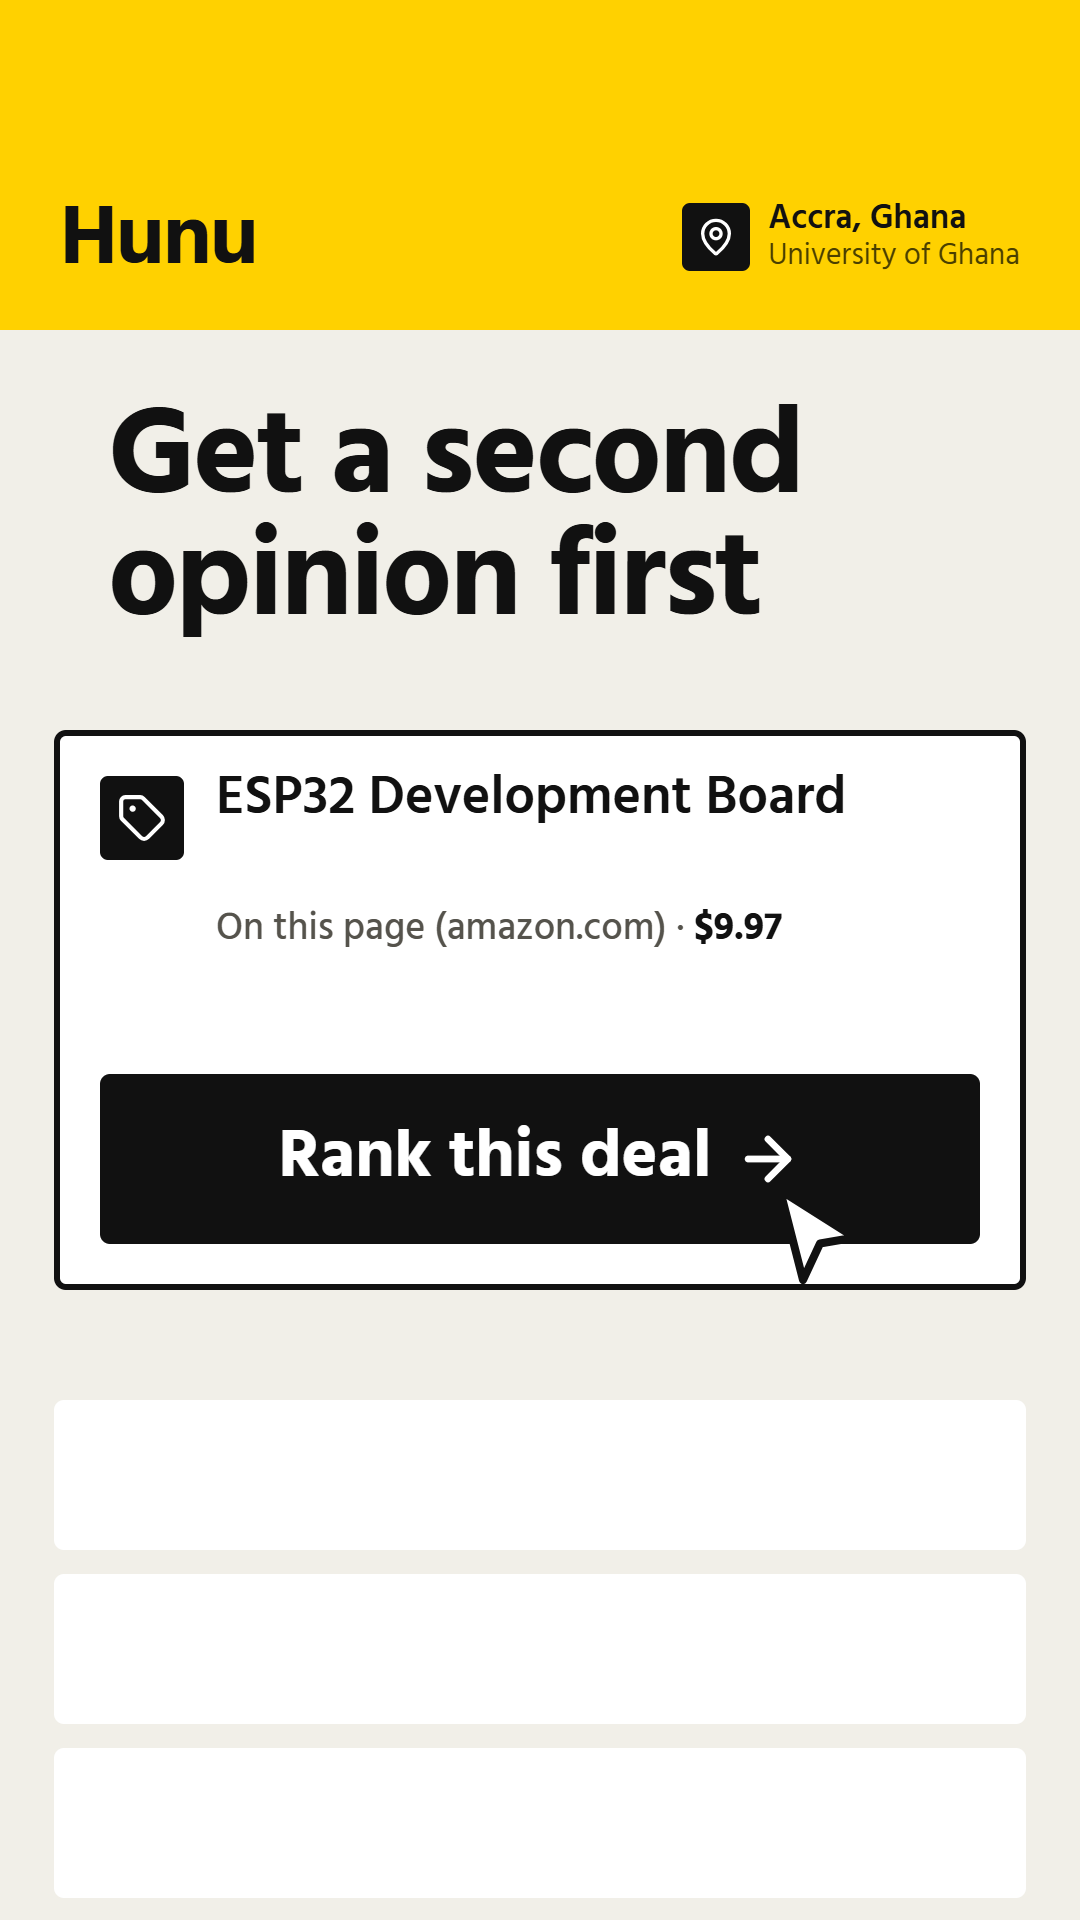 Hunu
Accra, Ghana
University of Ghana
Get a second
opinion first
ESP32 Development Board
On this page (amazon.com) · $9.97
Rank this deal →